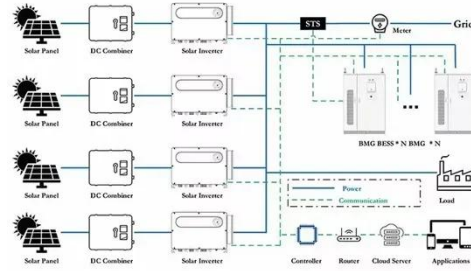 STS
Meter
Grid
Solar Panel DC Combiner Solar Inverter
Solar Panel DC Combiner Solar Inverter
BMG BESS * N BMG * N
Solar Panel DC Combiner Solar Inverter
Power
Communication
Load
Solar Panel DC Combiner Solar Inverter
Controller Router Cloud Server Applications